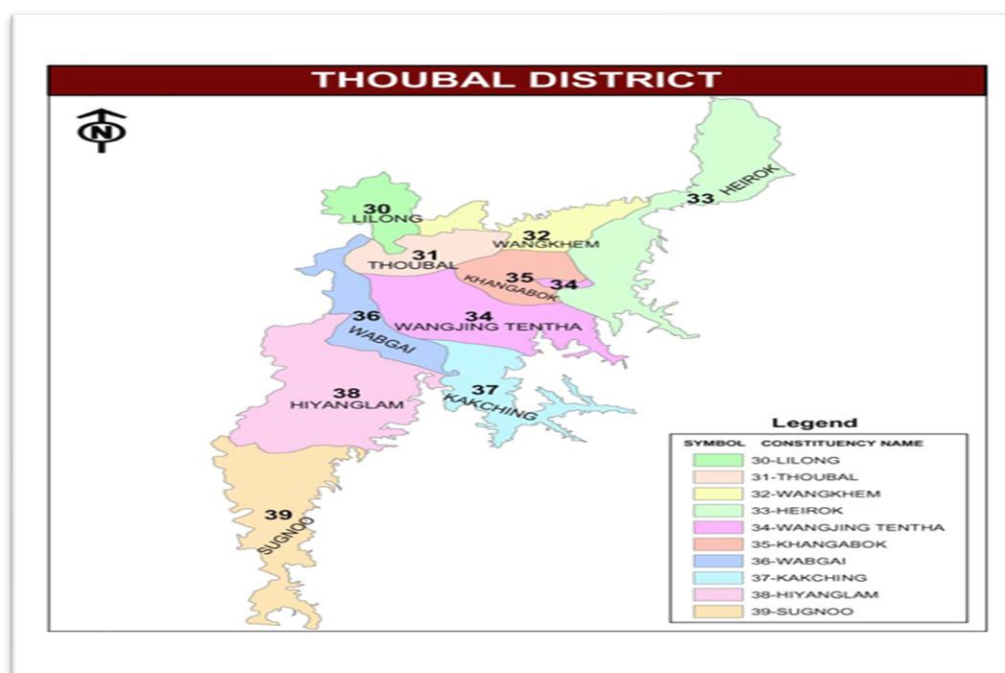 THOUBAL DISTRICT
N
33
HEIROK
30
LILONG
32
WANGKHEM
31
THOUBAL
35
KHANGABOK
34
34
WANGJING TENTHA
36
WABGAI
37
KAKCHING
38
HIYANGLAM
39
SUGNOO
Legend
SYMBOL CONSTITUENCY NAME
30-LILONG
31-THOUBAL
32-WANGKHEM
33-HEIROK
34-WANGJING TENTHA
35-KHANGABOK
36-WABGAI
37-KAKCHING
38-HIYANGLAM
39-SUGNOO